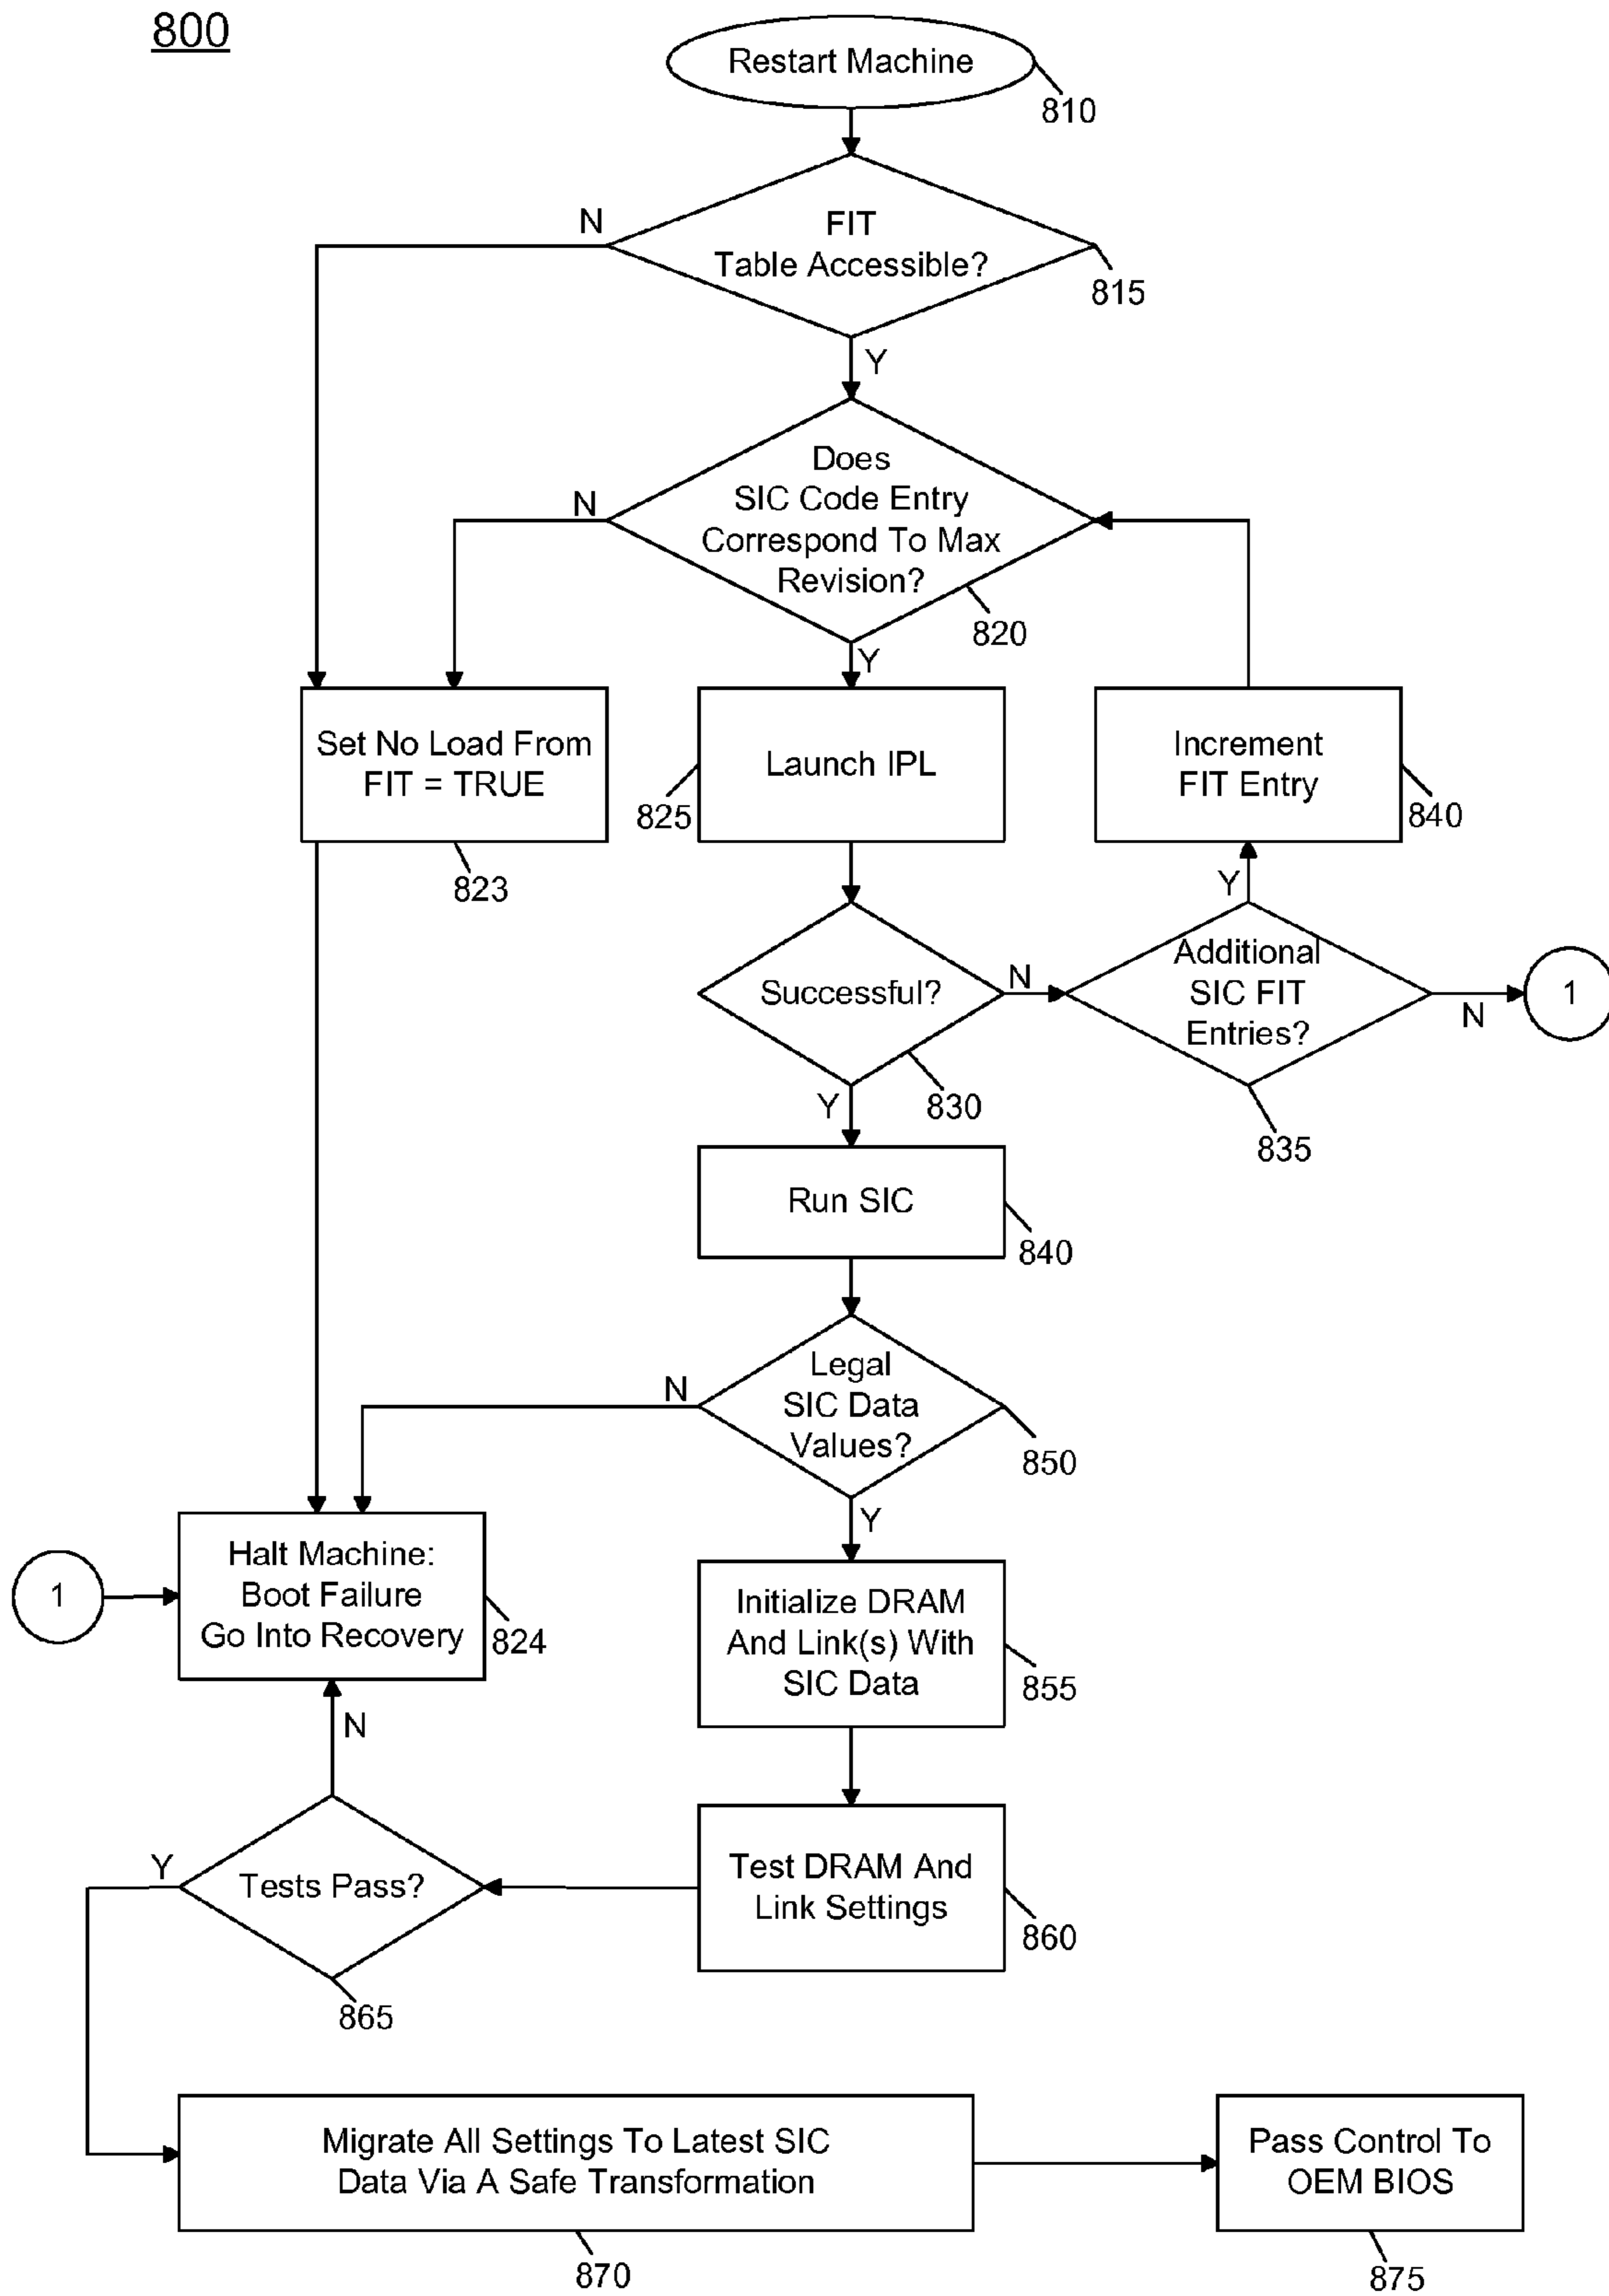 800
Restart Machine
810
FIT
Table Accessible?
815
N
Y
Does
SIC Code Entry
Correspond To Max
Revision?
820
N
Y
Set No Load From
FIT = TRUE
823
Launch IPL
825
Increment
FIT Entry
840
Y
Successful?
830
N
Additional
SIC FIT
Entries?
835
N
1
Y
Run SIC
840
Legal
SIC Data
Values?
850
N
Y
1
Halt Machine:
Boot Failure
Go Into Recovery
824
Initialize DRAM
And Link(s) With
SIC Data
855
N
Y
Tests Pass?
865
Test DRAM And
Link Settings
860
Migrate All Settings To Latest SIC
Data Via A Safe Transformation
870
Pass Control To
OEM BIOS
875